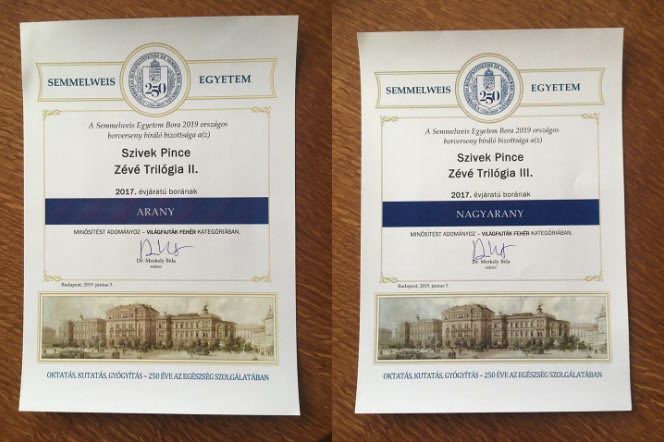 SEMMELWEIS EGYETEM
250
A Semmelweis Egyetem Bora 2019 országos
borverseny bíráló bizottsága a(z)
Szivek Pince
Zévé Trilógia II.
2017. évjáratú borának
ARANY
MINŐSÍTÉST ADOMÁNYOZ – VILÁGFAJTÁK FEHÉR KATEGÓRIÁBAN.
Dr. Merkely Béla
rektor
Budapest, 2019. június 3.
OKTATÁS, KUTATÁS, GYÓGYÍTÁS – 250 ÉVE AZ EGÉSZSÉG SZOLGÁLATÁBAN
SEMMELWEIS EGYETEM
250
A Semmelweis Egyetem Bora 2019 országos
borverseny bíráló bizottsága a(z)
Szivek Pince
Zévé Trilógia III.
2017. évjáratú borának
NAGYARANY
MINŐSÍTÉST ADOMÁNYOZ – VILÁGFAJTÁK FEHÉR KATEGÓRIÁBAN.
Dr. Merkely Béla
rektor
Budapest, 2019. június 3.
OKTATÁS, KUTATÁS, GYÓGYÍTÁS – 250 ÉVE AZ EGÉSZSÉG SZOLGÁLATÁBAN